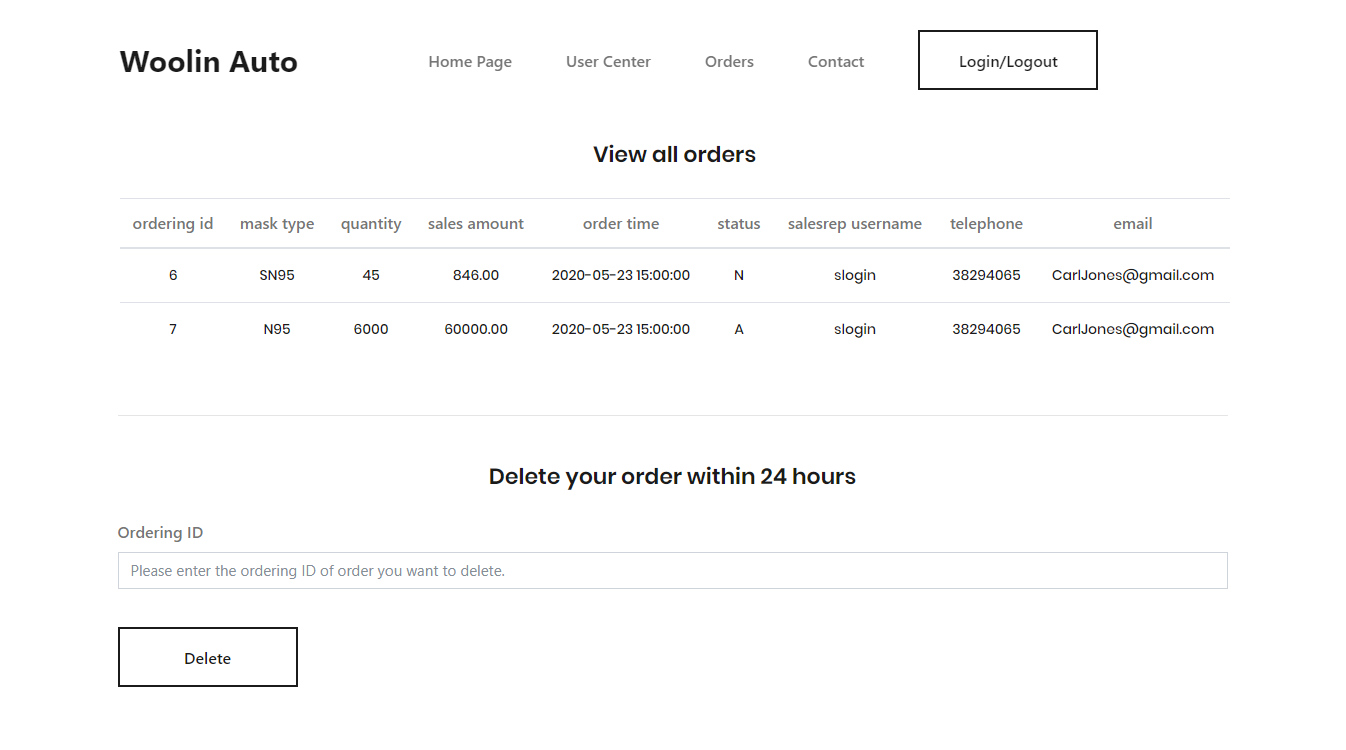 Woolin Auto Home Page User Center Orders Contact Login/Logout
View all orders
ordering id mask type quantity sales amount order time status salesrep username telephone email
6 SN95 45 846.00 2020-05-23 15:00:00 N slogin 38294065 CarlJones@gmail.com
7 N95 6000 60000.00 2020-05-23 15:00:00 A slogin 38294065 CarlJones@gmail.com
Delete your order within 24 hours
Ordering ID
Please enter the ordering ID of order you want to delete.
Delete